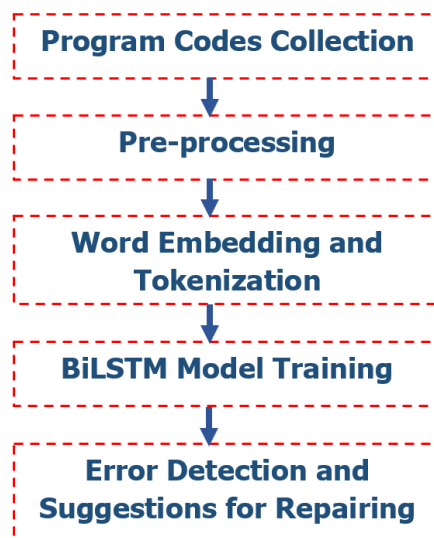 Program Codes Collection
Pre-processing
Word Embedding and
Tokenization
BiLSTM Model Training
Error Detection and
Suggestions for Repairing